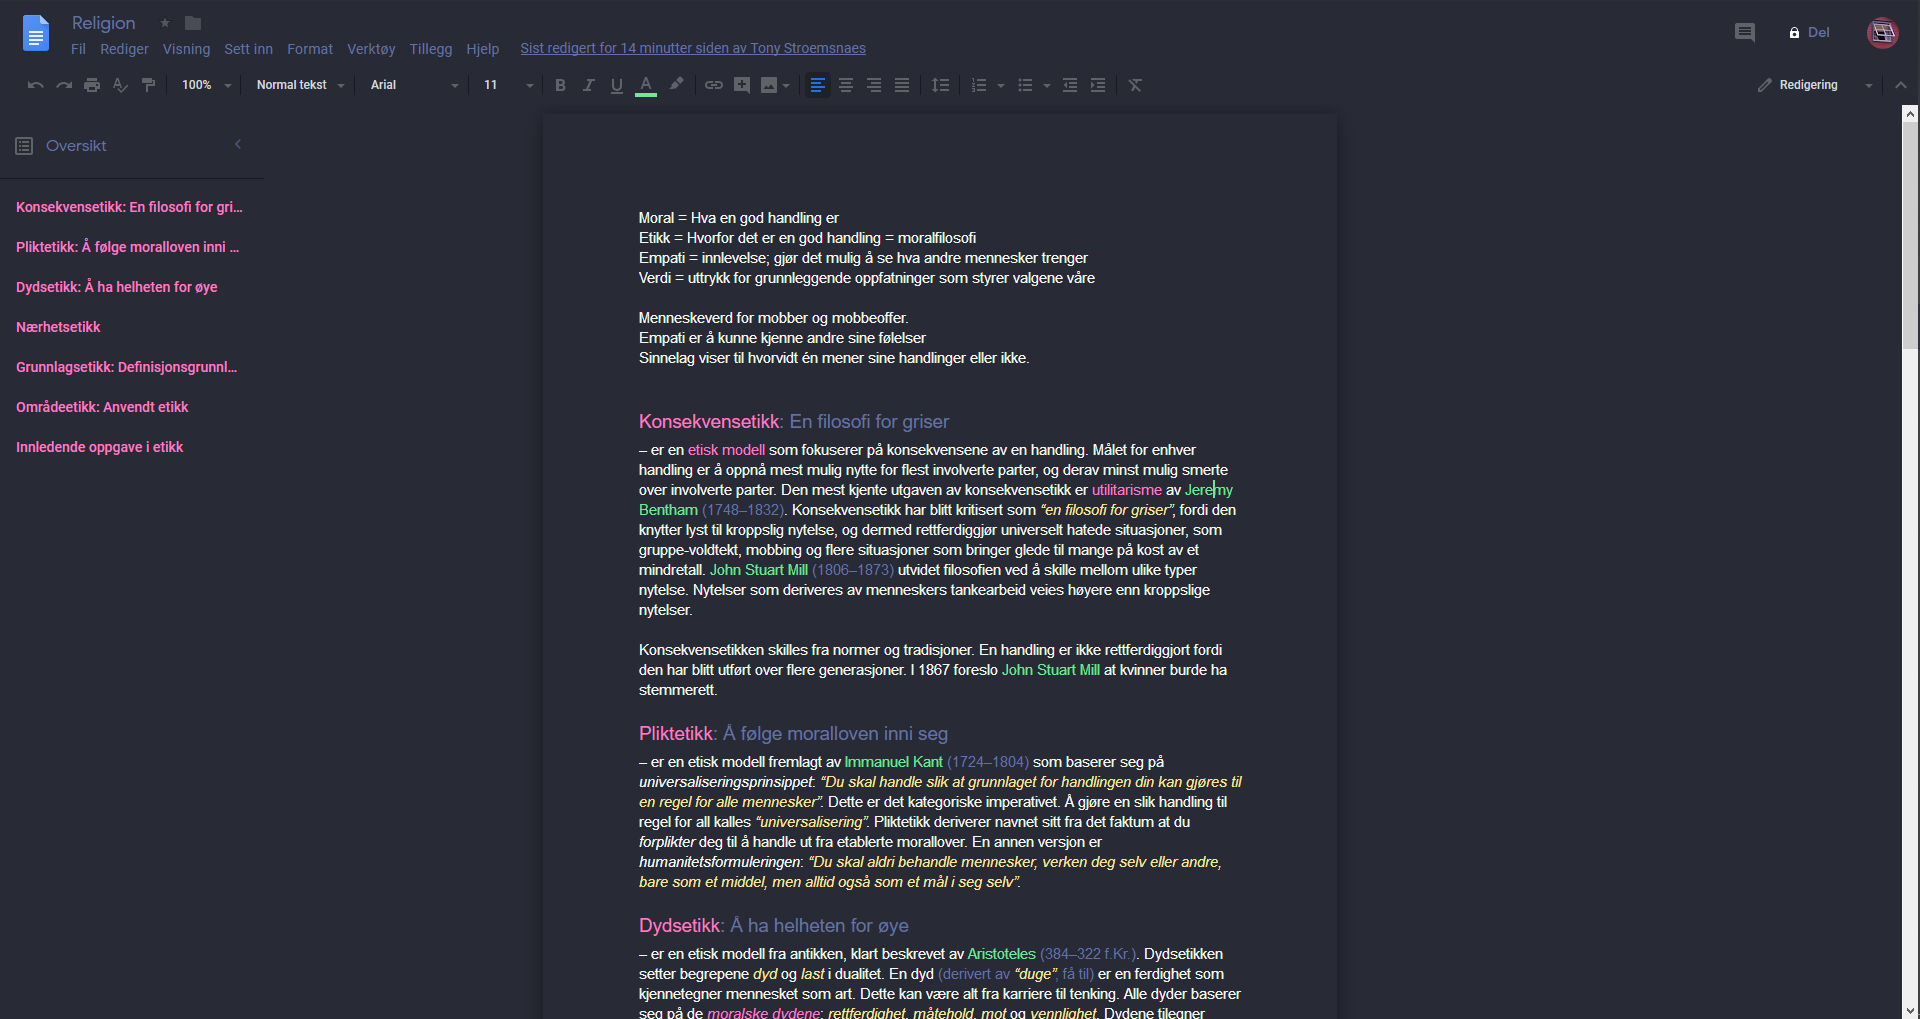 Religion
Fil Rediger Visning Sett inn Format Verktøy Tillegg Hjelp Sist redigert for 14 minutter siden av Tony Stroemsnaes
Del
100% Normal tekst Arial 11 B I U A Redigering
Oversikt
Konsekvensetikk: En filosofi for gri...
Pliktetikk: Å følge moralloven inni ...
Dydsetikk: Å ha helheten for øye
Nærhetsetikk
Grunnlagsetikk: Definisjonsgrunnl...
Områdeetikk: Anvendt etikk
Innledende oppgave i etikk
Moral = Hva en god handling er
Etikk = Hvorfor det er en god handling = moralfilosofi
Empati = innlevelse; gjør det mulig å se hva andre mennesker trenger
Verdi = uttrykk for grunnleggende oppfatninger som styrer valgene våre
Menneskeverd for mobber og mobbeoffer.
Empati er å kunne kjenne andre sine følelser
Sinnelag viser til hvorvidt én mener sine handlinger eller ikke.
Konsekvensetikk: En filosofi for griser
– er en etisk modell som fokuserer på konsekvensene av en handling. Målet for enhver
handling er å oppnå mest mulig nytte for flest involverte parter, og derav minst mulig smerte
over involverte parter. Den mest kjente utgaven av konsekvensetikk er utilitarisme av Jeremy
Bentham (1748–1832). Konsekvensetikk har blitt kritisert som “en filosofi for griser”, fordi den
knytter lyst til kroppslig nytelse, og dermed rettferdiggjør universelt hatede situasjoner, som
gruppe-voldtekt, mobbing og flere situasjoner som bringer glede til mange på kost av et
mindretall. John Stuart Mill (1806–1873) utvidet filosofien ved å skille mellom ulike typer
nytelse. Nytelser som deriveres av menneskers tankearbeid veies høyere enn kroppslige
nytelser.
Konsekvensetikken skilles fra normer og tradisjoner. En handling er ikke rettferdiggjort fordi
den har blitt utført over flere generasjoner. I 1867 foreslo John Stuart Mill at kvinner burde ha
stemmerett.
Pliktetikk: Å følge moralloven inni seg
– er en etisk modell fremlagt av Immanuel Kant (1724–1804) som baserer seg på
universaliseringsprinsippet: “Du skal handle slik at grunnlaget for handlingen din kan gjøres til
en regel for alle mennesker”. Dette er det kategoriske imperativet. Å gjøre en slik handling til
regel for all kalles “universalisering”. Pliktetikk deriverer navnet sitt fra det faktum at du
forplikter deg til å handle ut fra etablerte morallover. En annen versjon er
humanitetsformuleringen: “Du skal aldri behandle mennesker, verken deg selv eller andre,
bare som et middel, men alltid også som et mål i seg selv”.
Dydsetikk: Å ha helheten for øye
– er en etisk modell fra antikken, klart beskrevet av Aristoteles (384–322 f.Kr.). Dydsetikken
setter begrepene dyd og last i dualitet. En dyd (derivert av “duge”, få til) er en ferdighet som
kjennetegner mennesket som art. Dette kan være alt fra karriere til tenking. Alle dyder baserer
seg på de moralske dydene: rettferdighet, måtehold, mot og vennlighet. Dydene tilegner